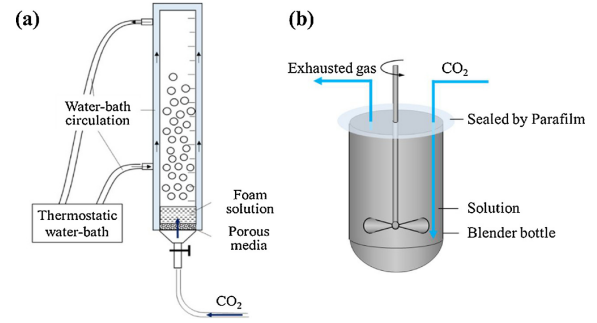 (a)
Water-bath
circulation
Thermostatic
water-bath
Foam
solution
Porous
media
CO₂
(b)
Exhausted gas
CO₂
Sealed by Parafilm
Solution
Blender bottle